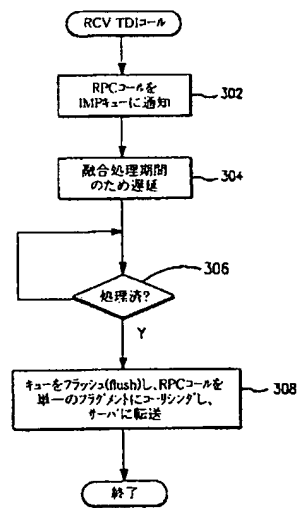 RCV TDIコール
RPCコールを
IMPキューに通知
302
融合処理期間
のため遅延
304
306
処理済?
Y
キューをフラッシュ(flush)し、RPCコールを
単一のフラグメントにコーリシングし、
サーバに転送
308
終了